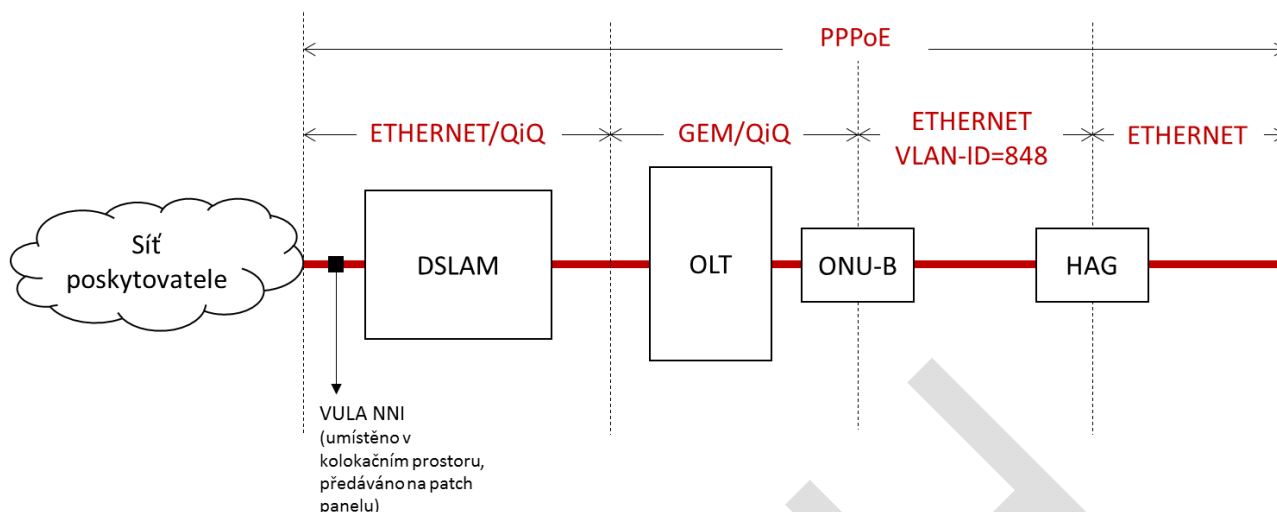 PPPoE
ETHERNET/QiQ
GEM/QiQ
ETHERNET
VLAN-ID=848
ETHERNET
Síť
poskytovatele
DSLAM
OLT
ONU-B
HAG
VULA NNI
(umístěno v
kolokačním prostoru,
předáváno na patch
panelu)